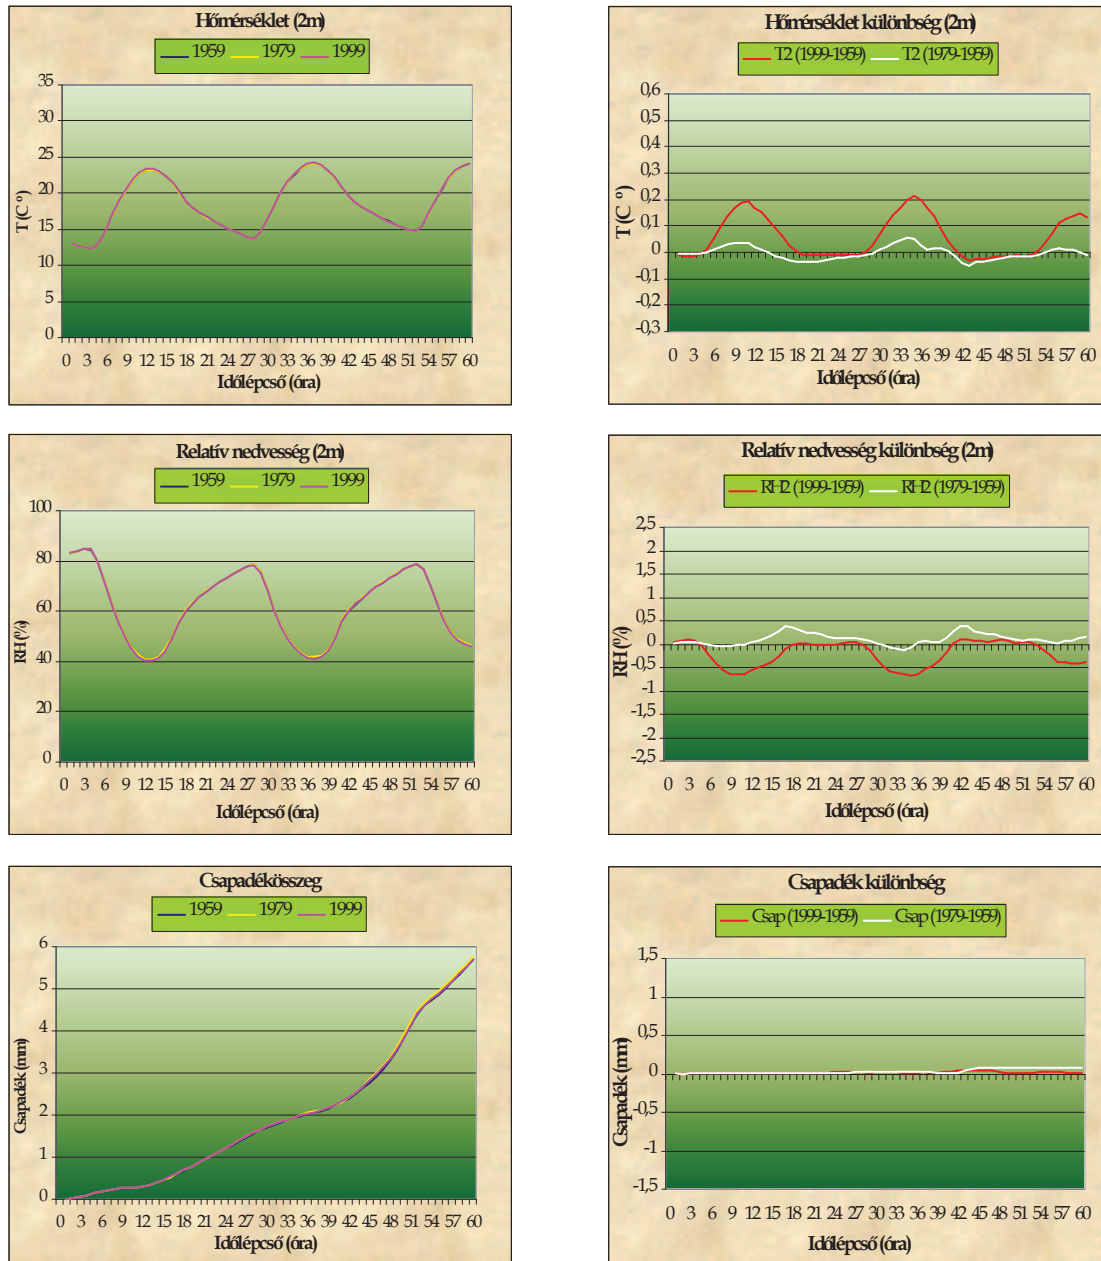 Hőmérséklet (2m)
1959 1979 1999
35
30
25
20
15
10
5
0
T (C º)
0 3 6 9 12 15 18 21 24 27 30 33 36 39 42 45 48 51 54 57 60
Időlépcső (óra)
Hőmérséklet különbség (2m)
T2 (1999-1959) T2 (1979-1959)
0,6
0,5
0,4
0,3
0,2
0,1
0
-0,1
-0,2
-0,3
T (C º)
0 3 6 9 12 15 18 21 24 27 30 33 36 39 42 45 48 51 54 57 60
Időlépcső (óra)
Relatív nedvesség (2m)
1959 1979 1999
100
80
60
40
20
0
RH (%)
0 3 6 9 12 15 18 21 24 27 30 33 36 39 42 45 48 51 54 57 60
Időlépcső (óra)
Relatív nedvesség különbség (2m)
RH2 (1999-1959) RH2 (1979-1959)
2,5
2
1,5
1
0,5
0
-0,5
-1
-1,5
-2
-2,5
RH (%)
0 3 6 9 12 15 18 21 24 27 30 33 36 39 42 45 48 51 54 57 60
Időlépcső (óra)
Csapadékösszeg
1959 1979 1999
6
5
4
3
2
1
0
Csapadék (mm)
0 3 6 9 12 15 18 21 24 27 30 33 36 39 42 45 48 51 54 57 60
Időlépcső (óra)
Csapadék különbség
Csap (1999-1959) Csap (1979-1959)
1,5
1
0,5
0
-0,5
-1
-1,5
Csapadék (mm)
0 3 6 9 12 15 18 21 24 27 30 33 36 39 42 45 48 51 54 57 60
Időlépcső (óra)